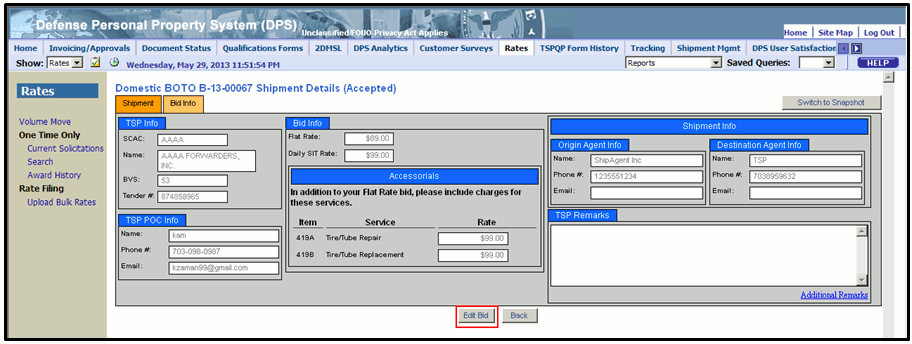 Defense Personal Property System (DPS)
Unclassified/FOUO-Privacy Act Applies
Home | Site Map | Log Out
Home Invoicing/Approvals Document Status Qualifications Forms 2DMSL DPS Analytics Customer Surveys Rates TSPQP Form History Tracking Shipment Mgmt DPS User Satisfaction
Show: Rates Wednesday, May 29, 2013 11:51:54 PM Reports Saved Queries: HELP
Rates
Volume Move
One Time Only
Current Solicitations
Search
Award History
Rate Filing
Upload Bulk Rates
Domestic BOTO B-13-00067 Shipment Details (Accepted)
Shipment Bid Info
Switch to Snapshot
TSP Info
SCAC: AAAA
Name: AAAA FORWARDERS,
INC.
BVS: 53
Tender #: 874858965
TSP POC Info
Name: kam
Phone #: 703-098-0987
Email: kzaman99@gmail.com
Bid Info
Flat Rate: $89.00
Daily SIT Rate: $99.00
Accessorials
In addition to your Flat Rate bid, please include charges for
these services.
Item Service Rate
419A Tire/Tube Repair $99.00
419B Tire/Tube Replacement $99.00
Shipment Info
Origin Agent Info
Name: ShipAgent Inc
Phone #: 1235551234
Email:
Destination Agent Info
Name: TSP
Phone #: 7038959632
Email:
TSP Remarks
Additional Remarks
Edit Bid Back